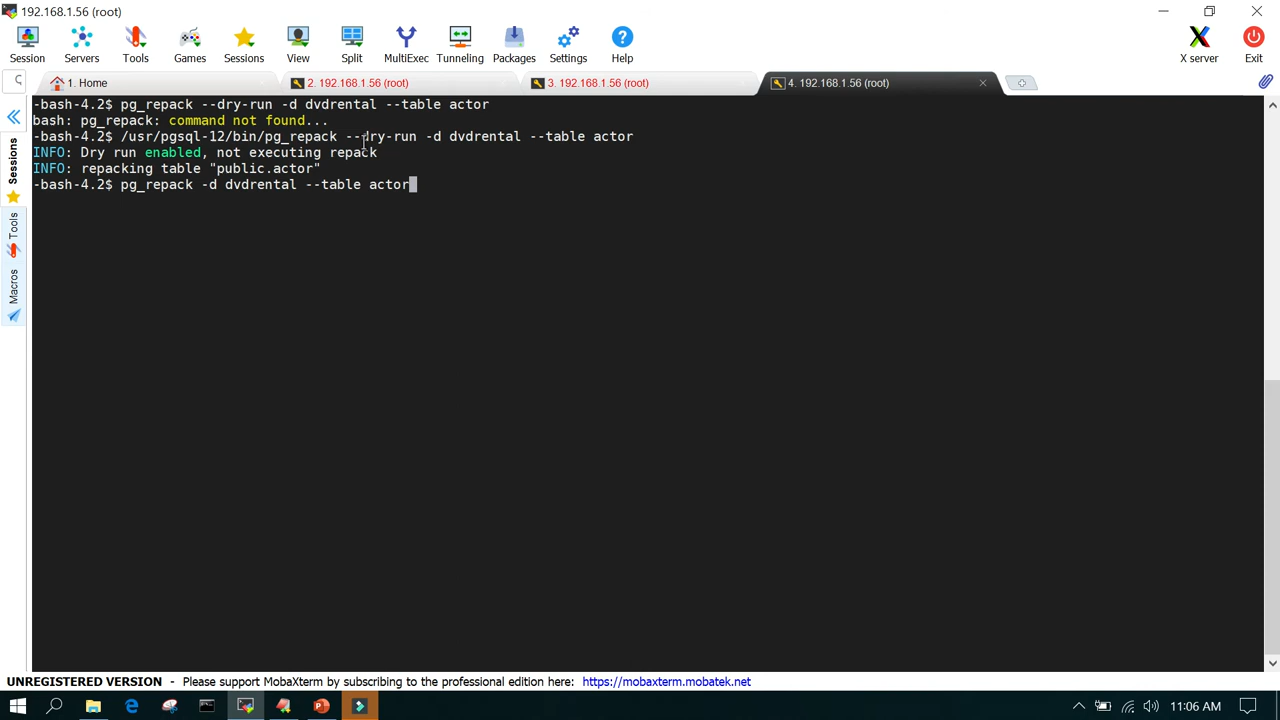 192.168.1.56 (root)
Session Servers Tools Games Sessions View Split MultiExec Tunneling Packages Settings Help X server Exit
1. Home 2. 192.168.1.56 (root) 3. 192.168.1.56 (root) 4. 192.168.1.56 (root)
Sessions
Tools
Macros
-bash-4.2$ pg_repack --dry-run -d dvdrental --table actor
bash: pg_repack: command not found...
-bash-4.2$ /usr/pgsql-12/bin/pg_repack --dry-run -d dvdrental --table actor
INFO: Dry run enabled, not executing repack
INFO: repacking table "public.actor"
-bash-4.2$ pg_repack -d dvdrental --table actor
UNREGISTERED VERSION - Please support MobaXterm by subscribing to the professional edition here: https://mobaxterm.mobatek.net
11:06 AM